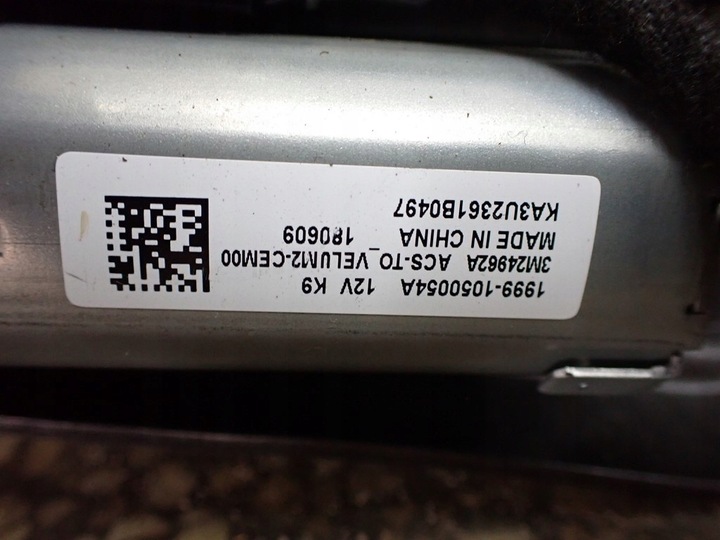 1999-1050054A 12V K9
3M24962A ACS-TO_VELUM2-CEM00
MADE IN CHINA 180609
KA3U2361B0497